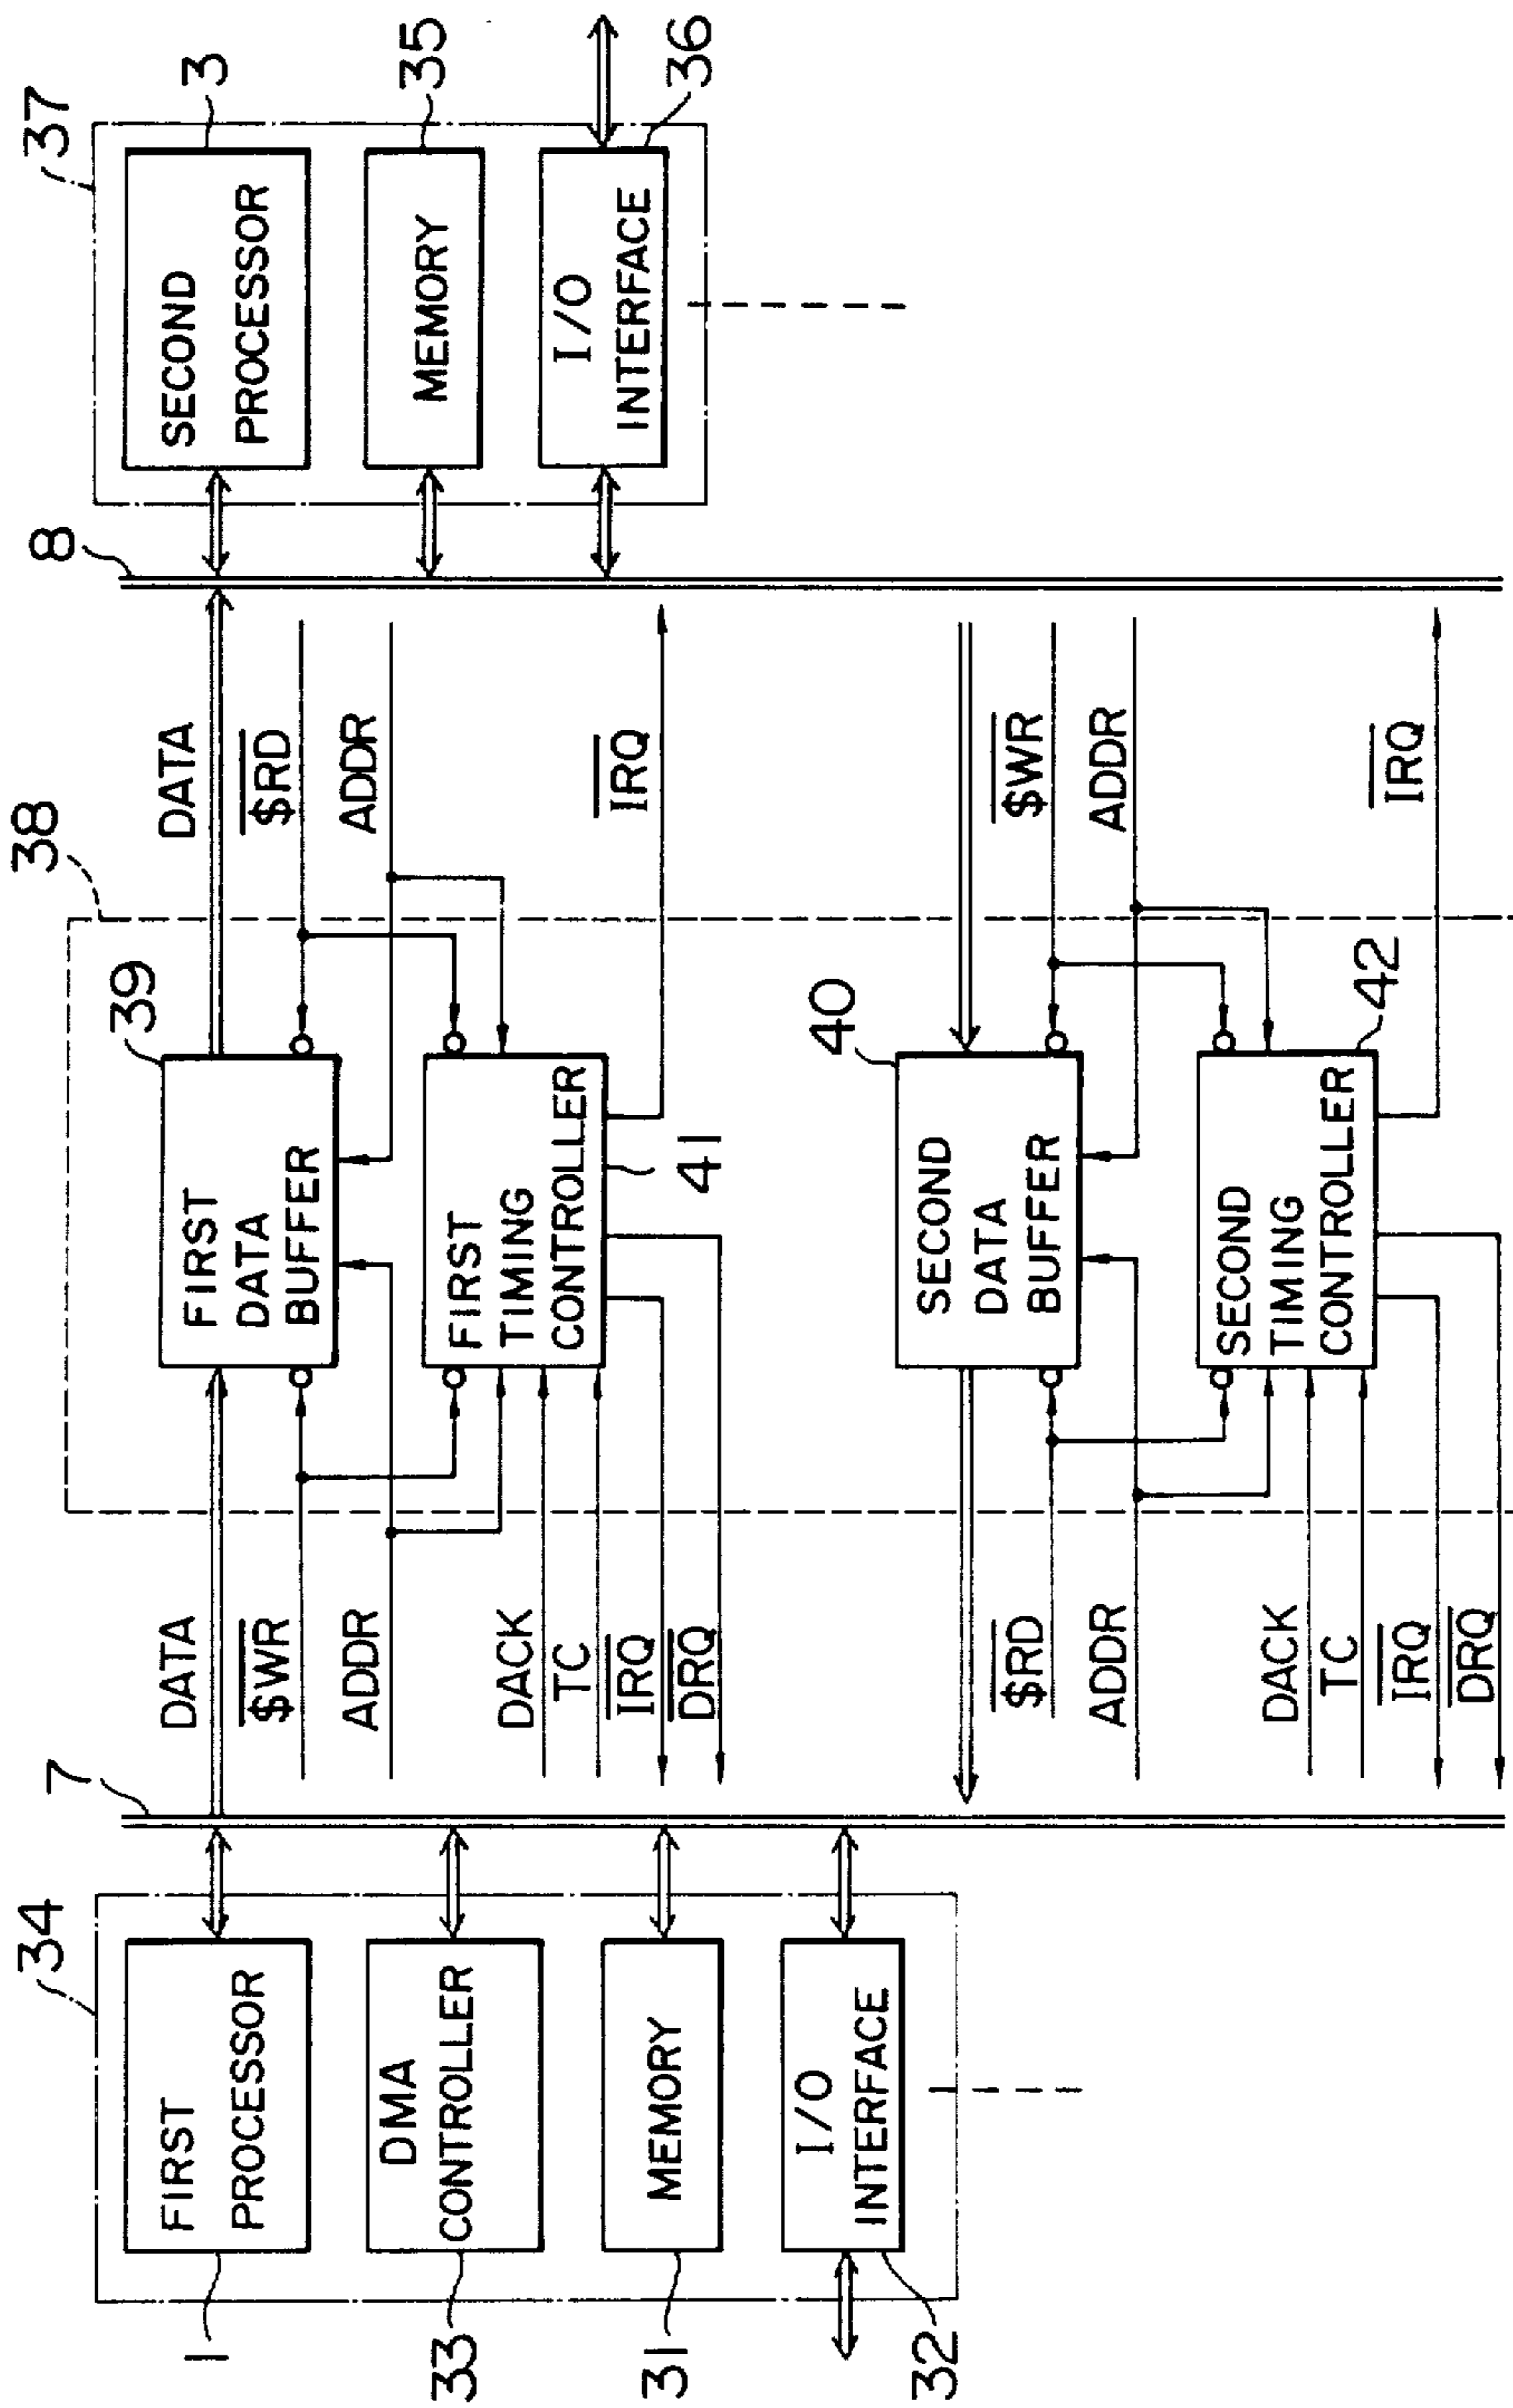 34
FIRST
PROCESSOR
1
DMA
CONTROLLER
33
MEMORY
31
I/O
INTERFACE
32
7
DATA
$WR
ADDR
DACK
TC
IRQ
DRQ
$RD
ADDR
DACK
TC
IRQ
DRQ
38
39
FIRST
DATA
BUFFER
FIRST
TIMING
CONTROLLER
41
40
SECOND
DATA
BUFFER
SECOND
TIMING
CONTROLLER
42
DATA
$RD
ADDR
IRQ
$WR
ADDR
IRQ
8
37
SECOND
PROCESSOR
3
MEMORY
35
I/O
INTERFACE
36